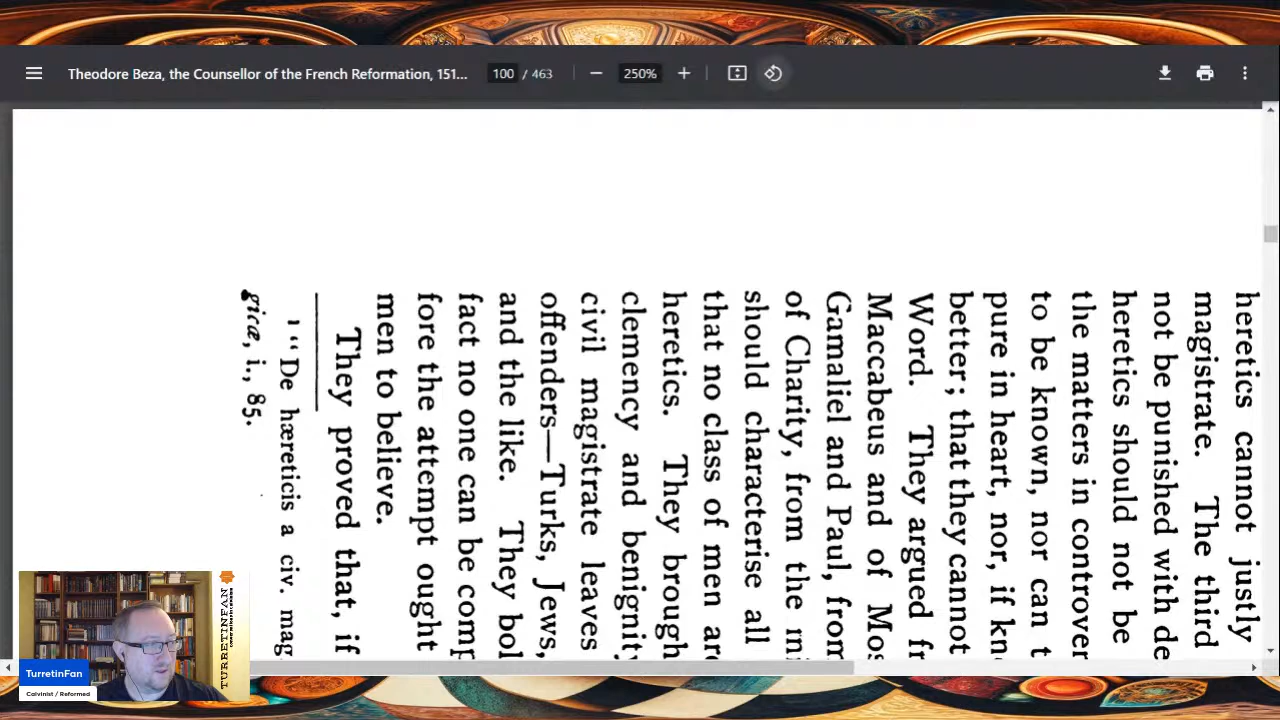 Theodore Beza, the Counsellor of the French Reformation, 151...
100 / 463
250%
heretics cannot justly
magistrate. The third
not be punished with de
heretics should not be
the matters in controver
to be known, nor can t
pure in heart, nor, if kn
better; that they cannot
Word. They argued fr
Maccabeus and of Mos
Gamaliel and Paul, from
of Charity, from the mi
should characterise all
that no class of men are
heretics. They brough
clemency and benignity
civil magistrate leaves
offenders—Turks, Jews,
and the like. They bol
fact no one can be comp
fore the attempt ought
men to believe.
They proved that, if
1 "De hæreticis a civ. mag
gicæ, i., 85.
TURRETINFAN
TurretinFan
Calvinist / Reformed